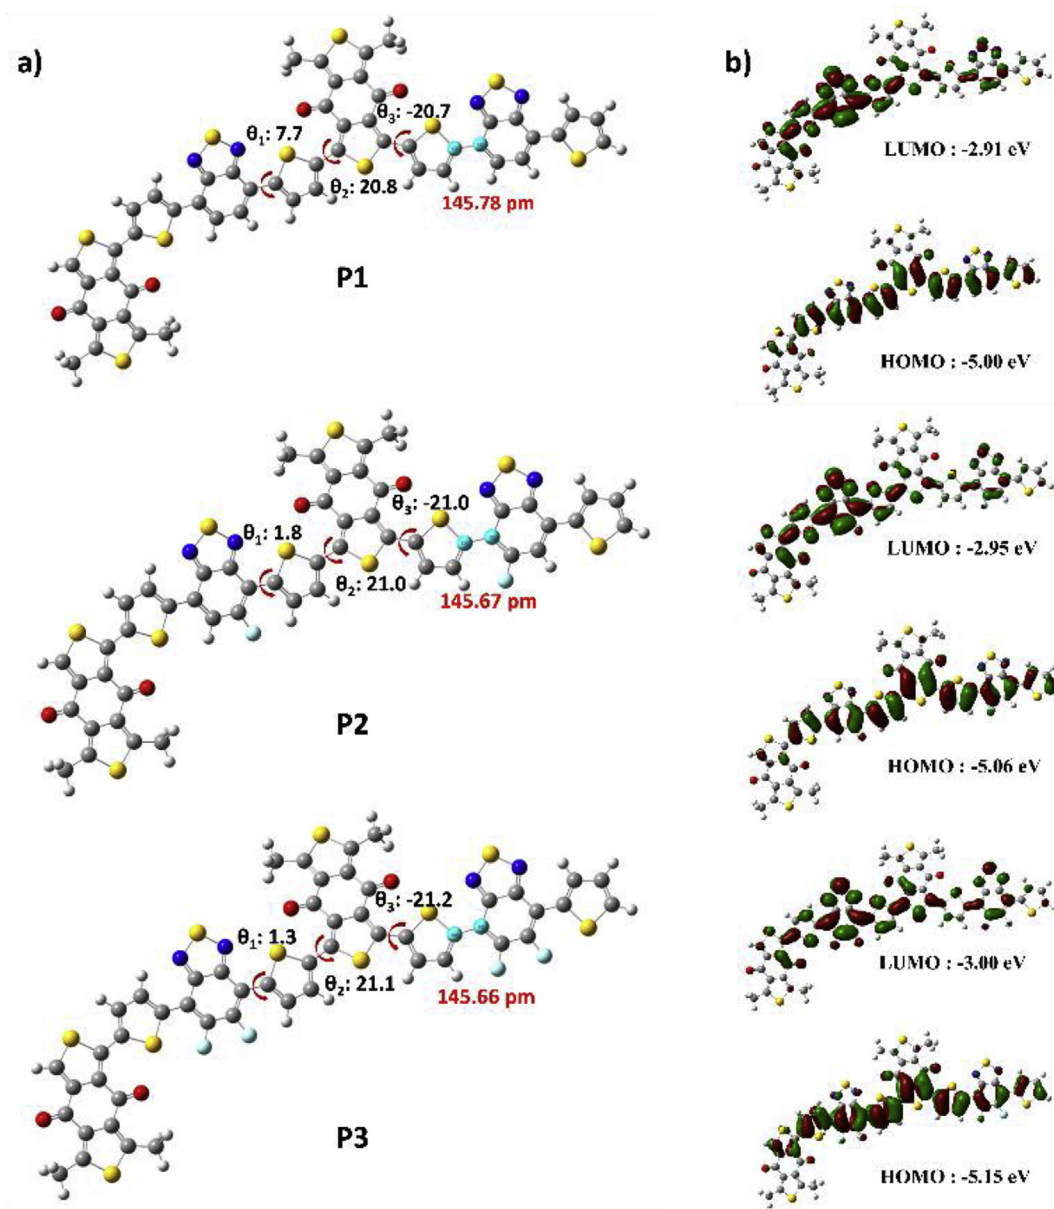 a)
θ₁: 7.7
θ₂: 20.8
θ₃: -20.7
145.78 pm
P1
θ₁: 1.8
θ₂: 21.0
θ₃: -21.0
145.67 pm
P2
θ₁: 1.3
θ₂: 21.1
θ₃: -21.2
145.66 pm
P3
b)
LUMO : -2.91 eV
HOMO : -5.00 eV
LUMO : -2.95 eV
HOMO : -5.06 eV
LUMO : -3.00 eV
HOMO : -5.15 eV